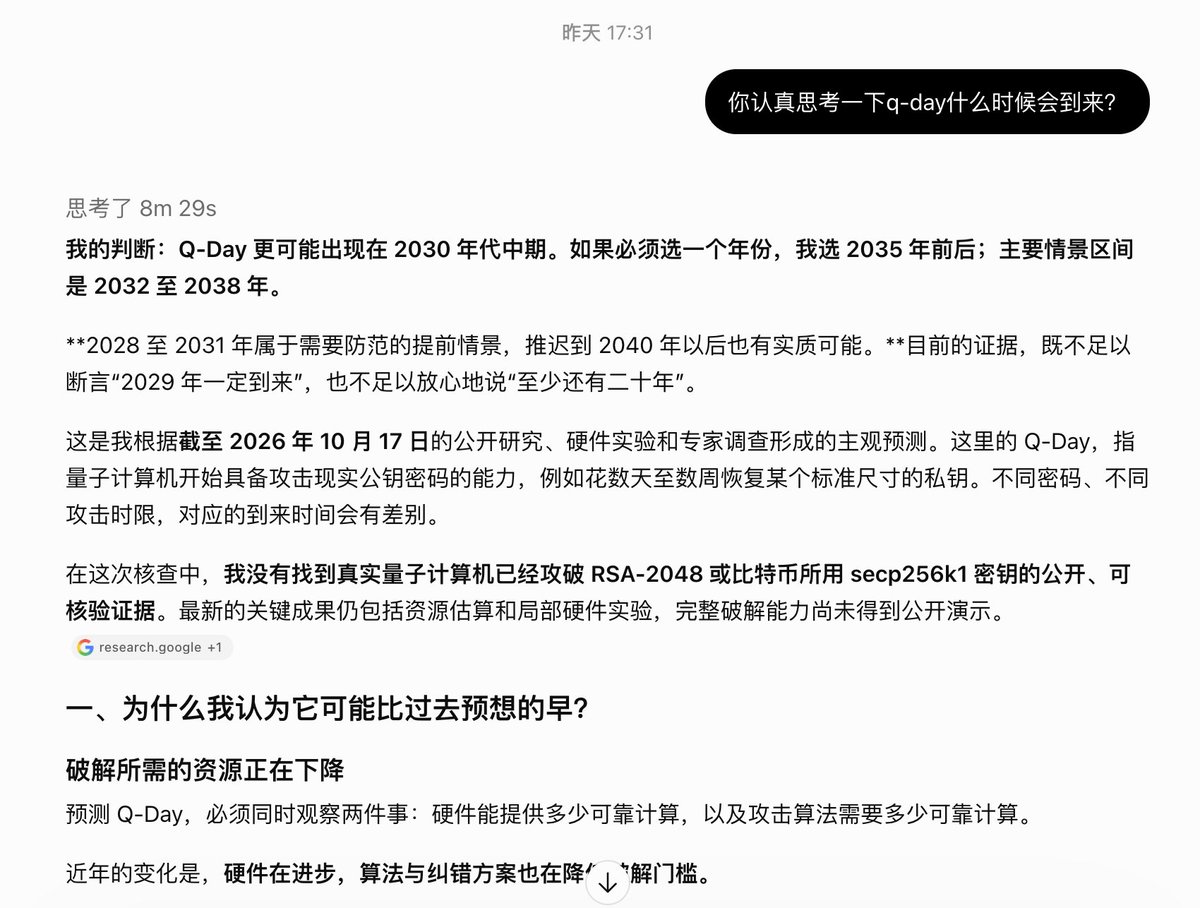 昨天 17:31
你认真思考一下q-day什么时候会到来?
思考了 8m 29s
我的判断：Q-Day 更可能出现在 2030 年代中期。如果必须选一个年份，我选 2035 年前后；主要情景区间
是 2032 至 2038 年。
**2028 至 2031 年属于需要防范的提前情景，推迟到 2040 年以后也有实质可能。**目前的证据，既不足以
断言“2029 年一定到来”，也不足以放心地说“至少还有二十年”。
这是我根据截至 2026 年 10 月 17 日的公开研究、硬件实验和专家调查形成的主观预测。这里的 Q-Day，指
量子计算机开始具备攻击现实公钥密码的能力，例如花数天至数周恢复某个标准尺寸的私钥。不同密码、不同
攻击时限，对应的到来时间会有差别。
在这次核查中，我没有找到真实量子计算机已经攻破 RSA-2048 或比特币所用 secp256k1 密钥的公开、可
核验证据。最新的关键成果仍包括资源估算和局部硬件实验，完整破解能力尚未得到公开演示。
research.google +1
一、为什么我认为它可能比过去预想的早?
破解所需的资源正在下降
预测 Q-Day，必须同时观察两件事：硬件能提供多少可靠计算，以及攻击算法需要多少可靠计算。
近年的变化是，硬件在进步，算法与纠错方案也在降 解门槛。